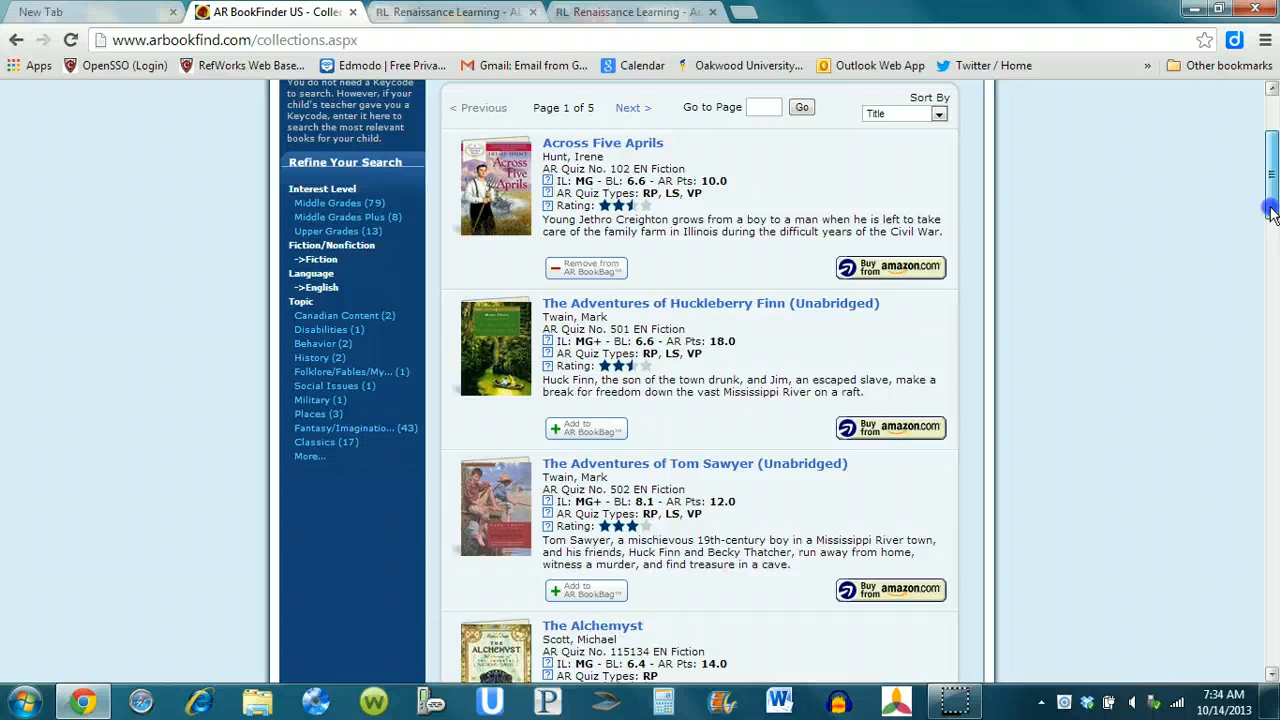 New Tab
AR BookFinder US - Collec
RL Renaissance Learning - AE
RL Renaissance Learning - Ac
www.arbookfind.com/collections.aspx
Apps
OpenSSO (Login)
RefWorks Web Base...
Edmodo | Free Priva...
Gmail: Email from G...
Calendar
Oakwood University...
Outlook Web App
Twitter / Home
»
Other bookmarks
You do not need a Keycode
to search. However, if your
child's teacher gave you a
Keycode, enter it here to
search the most relevant
books for your child.
Refine Your Search
Interest Level
Middle Grades (79)
Middle Grades Plus (8)
Upper Grades (13)
Fiction/Nonfiction
->Fiction
Language
->English
Topic
Canadian Content (2)
Disabilities (1)
Behavior (2)
History (2)
Folklore/Fables/My... (1)
Social Issues (1)
Military (1)
Places (3)
Fantasy/Imaginatio... (43)
Classics (17)
More...
< Previous Page 1 of 5 Next > Go to Page Go
Sort By
Title
Across Five Aprils
Hunt, Irene
AR Quiz No. 102 EN Fiction
? IL: MG - BL: 6.6 - AR Pts: 10.0
? AR Quiz Types: RP, LS, VP
? Rating:
Young Jethro Creighton grows from a boy to a man when he is left to take
care of the family farm in Illinois during the difficult years of the Civil War.
Across
Five
Aprils
Remove from
AR BookBag™
Buy from amazon.com
The Adventures of Huckleberry Finn (Unabridged)
Twain, Mark
AR Quiz No. 501 EN Fiction
? IL: MG+ - BL: 6.6 - AR Pts: 18.0
? AR Quiz Types: RP, LS, VP
? Rating:
Huck Finn, the son of the town drunk, and Jim, an escaped slave, make a
break for freedom down the vast Mississippi River on a raft.
Add to
AR BookBag™
Buy from amazon.com
The Adventures of Tom Sawyer (Unabridged)
Twain, Mark
AR Quiz No. 502 EN Fiction
? IL: MG+ - BL: 8.1 - AR Pts: 12.0
? AR Quiz Types: RP, LS, VP
? Rating:
Tom Sawyer, a mischievous 19th-century boy in a Mississippi River town,
and his friends, Huck Finn and Becky Thatcher, run away from home,
witness a murder, and find treasure in a cave.
Add to
AR BookBag™
Buy from amazon.com
The Alchemyst
Scott, Michael
AR Quiz No. 115134 EN Fiction
? IL: MG - BL: 6.4 - AR Pts: 14.0
? AR Quiz Types: RP
THE
ALCHEMYST
7:34 AM
10/14/2013